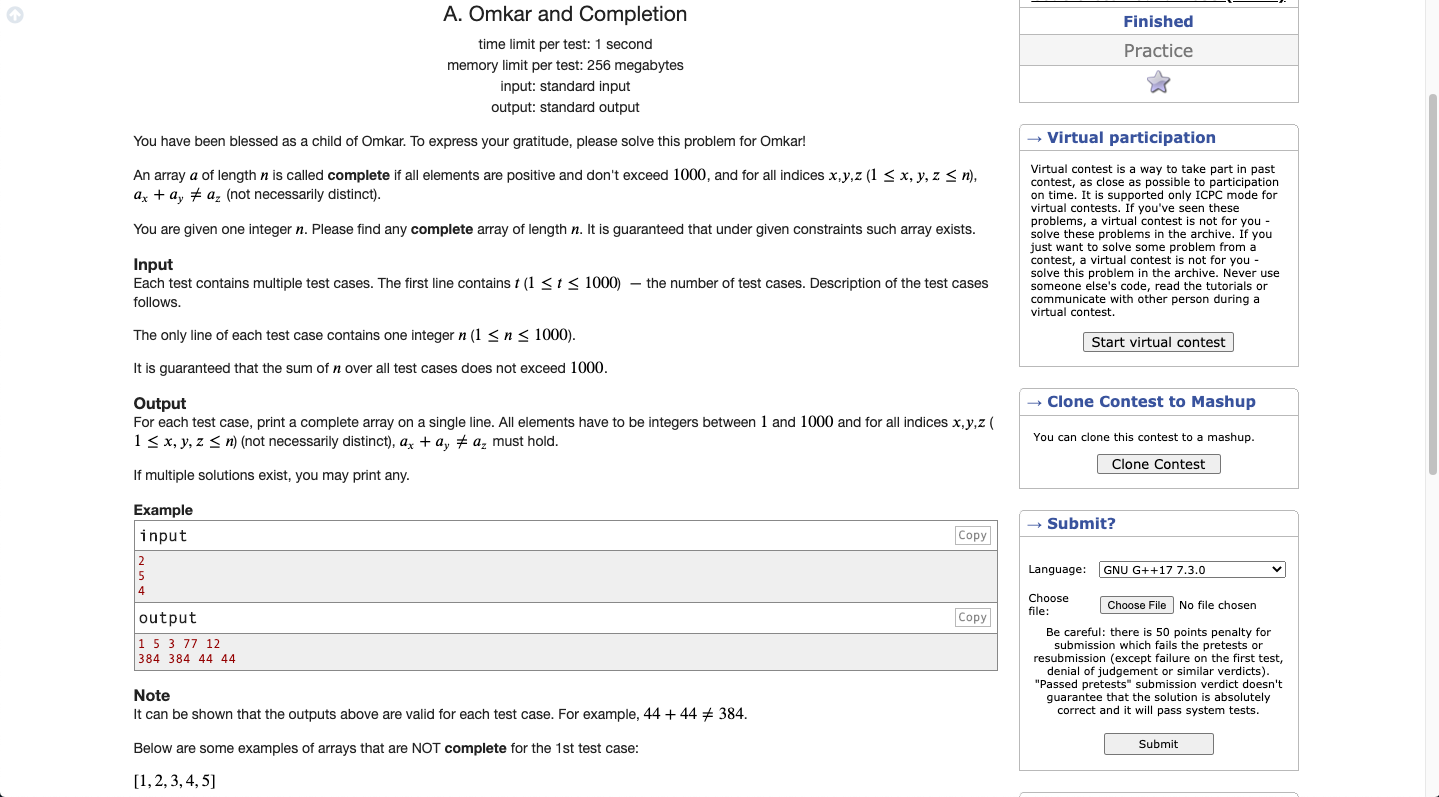 A. Omkar and Completion
time limit per test: 1 second
memory limit per test: 256 megabytes
input: standard input
output: standard output
You have been blessed as a child of Omkar. To express your gratitude, please solve this problem for Omkar!
An array a of length n is called complete if all elements are positive and don't exceed 1000, and for all indices x,y,z (1 ≤ x, y, z ≤ n),
aₓ + aᵧ ≠ a_z (not necessarily distinct).
You are given one integer n. Please find any complete array of length n. It is guaranteed that under given constraints such array exists.
Input
Each test contains multiple test cases. The first line contains t (1 ≤ t ≤ 1000) — the number of test cases. Description of the test cases
follows.
The only line of each test case contains one integer n (1 ≤ n ≤ 1000).
It is guaranteed that the sum of n over all test cases does not exceed 1000.
Output
For each test case, print a complete array on a single line. All elements have to be integers between 1 and 1000 and for all indices x,y,z (
1 ≤ x, y, z ≤ n) (not necessarily distinct), aₓ + aᵧ ≠ a_z must hold.
If multiple solutions exist, you may print any.
Example
input
Copy
2
5
4
output
Copy
1 5 3 77 12
384 384 44 44
Note
It can be shown that the outputs above are valid for each test case. For example, 44 + 44 ≠ 384.
Below are some examples of arrays that are NOT complete for the 1st test case:
[1, 2, 3, 4, 5]
Finished
Practice
→ Virtual participation
Virtual contest is a way to take part in past
contest, as close as possible to participation
on time. It is supported only ICPC mode for
virtual contests. If you've seen these
problems, a virtual contest is not for you -
solve these problems in the archive. If you
just want to solve some problem from a
contest, a virtual contest is not for you -
solve this problem in the archive. Never use
someone else's code, read the tutorials or
communicate with other person during a
virtual contest.
Start virtual contest
→ Clone Contest to Mashup
You can clone this contest to a mashup.
Clone Contest
→ Submit?
Language: GNU G++17 7.3.0
Choose
file:
Choose File No file chosen
Be careful: there is 50 points penalty for
submission which fails the pretests or
resubmission (except failure on the first test,
denial of judgement or similar verdicts).
"Passed pretests" submission verdict doesn't
guarantee that the solution is absolutely
correct and it will pass system tests.
Submit